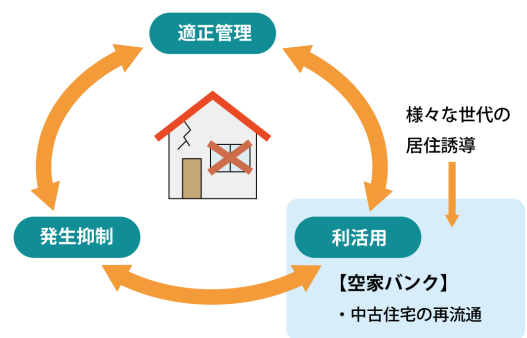 適正管理
様々な世代の
居住誘導
発生抑制
利活用
【空家バンク】
・中古住宅の再流通